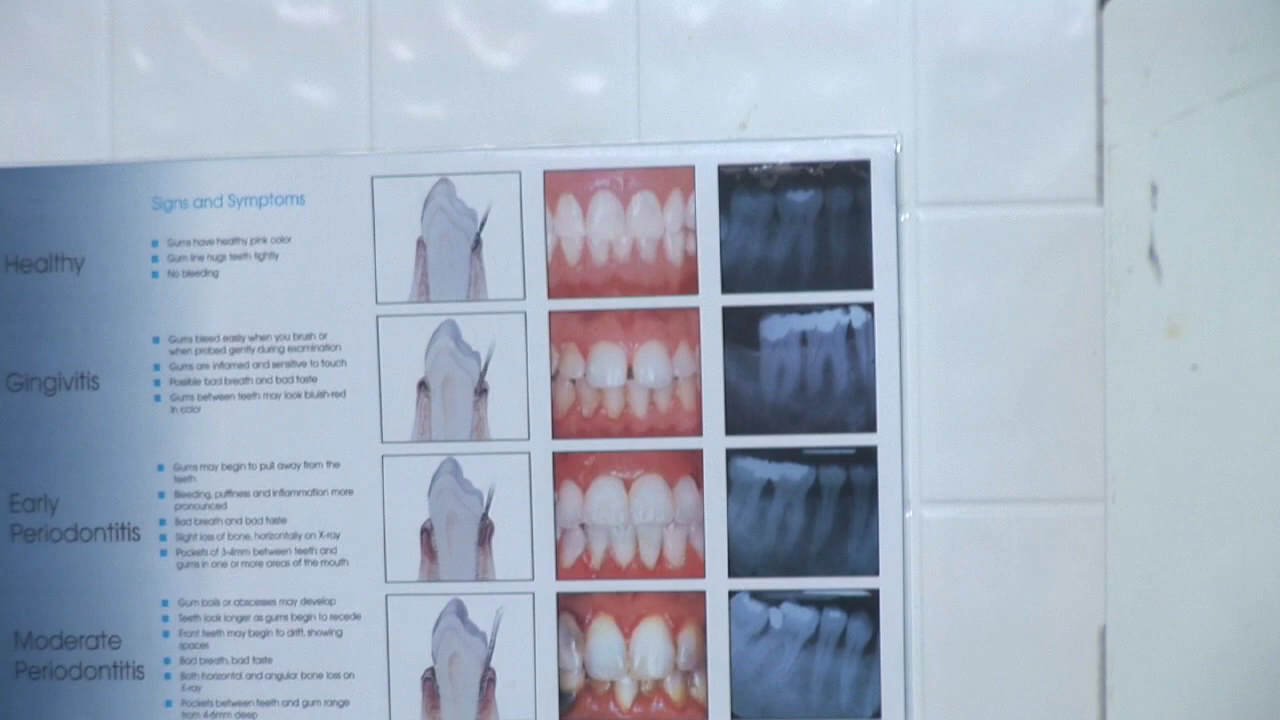 Signs and Symptoms
Healthy
Gums have healthy pink color
Gum line hugs teeth tightly
No bleeding
Gingivitis
Gums bleed easily when you brush or
when probed gently during examination
Gums are inflamed and sensitive to touch
Possible bad breath and bad taste
Gums between teeth may look bluish-red
in color
Early
Periodontitis
Gums may begin to pull away from the
teeth
Bleeding, puffiness and inflammation more
pronounced
Bad breath and bad taste
Slight loss of bone, horizontally on X-ray
Pockets of 3-4mm between teeth and
gums in one or more areas of the mouth
Moderate
Periodontitis
Gum boils or abscesses may develop
Teeth look longer as gums begin to recede
Front teeth may begin to drift, showing
spaces
Bad breath, bad taste
Both horizontal and angular bone loss on
X-ray
Pockets between teeth and gum range
from 4-6mm deep